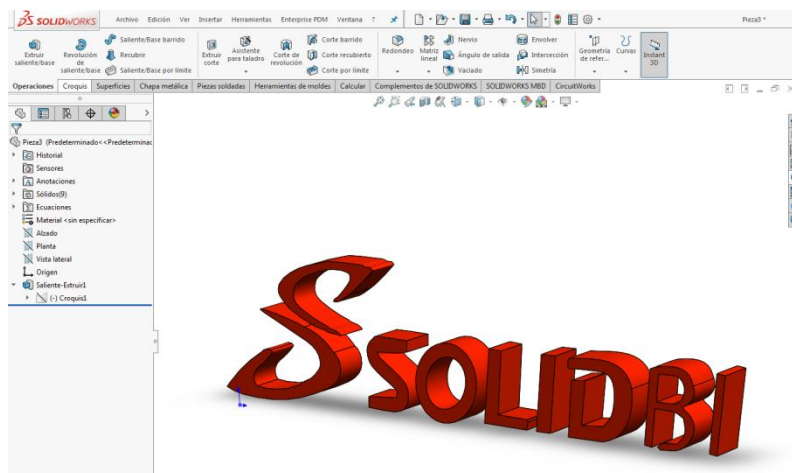 SOLIDWORKS Archivo Edición Ver Insertar Herramientas Enterprise PDM Ventana ? Pieza3 *
Extruir saliente/base
Revolución de saliente/base
Saliente/Base barrido
Recubrir
Saliente/Base por límite
Extruir corte
Asistente para taladro
Corte de revolución
Corte barrido
Corte recubierto
Corte por límite
Redondeo
Matriz lineal
Nervio
Ángulo de salida
Vaciado
Envolver
Intersección
Simetría
Geometría de refer...
Curvas
Instant 3D
Operaciones Croquis Superficies Chapa metálica Piezas soldadas Herramientas de moldes Calcular Complementos de SOLIDWORKS SOLIDWORKS MBD CircuitWorks
Pieza3 (Predeterminado<<Predeterminac
Historial
Sensores
Anotaciones
Sólidos(9)
Ecuaciones
Material <sin especificar>
Alzado
Planta
Vista lateral
Origen
Saliente-Extruir1
(-) Croquis1
S SOLIDBI